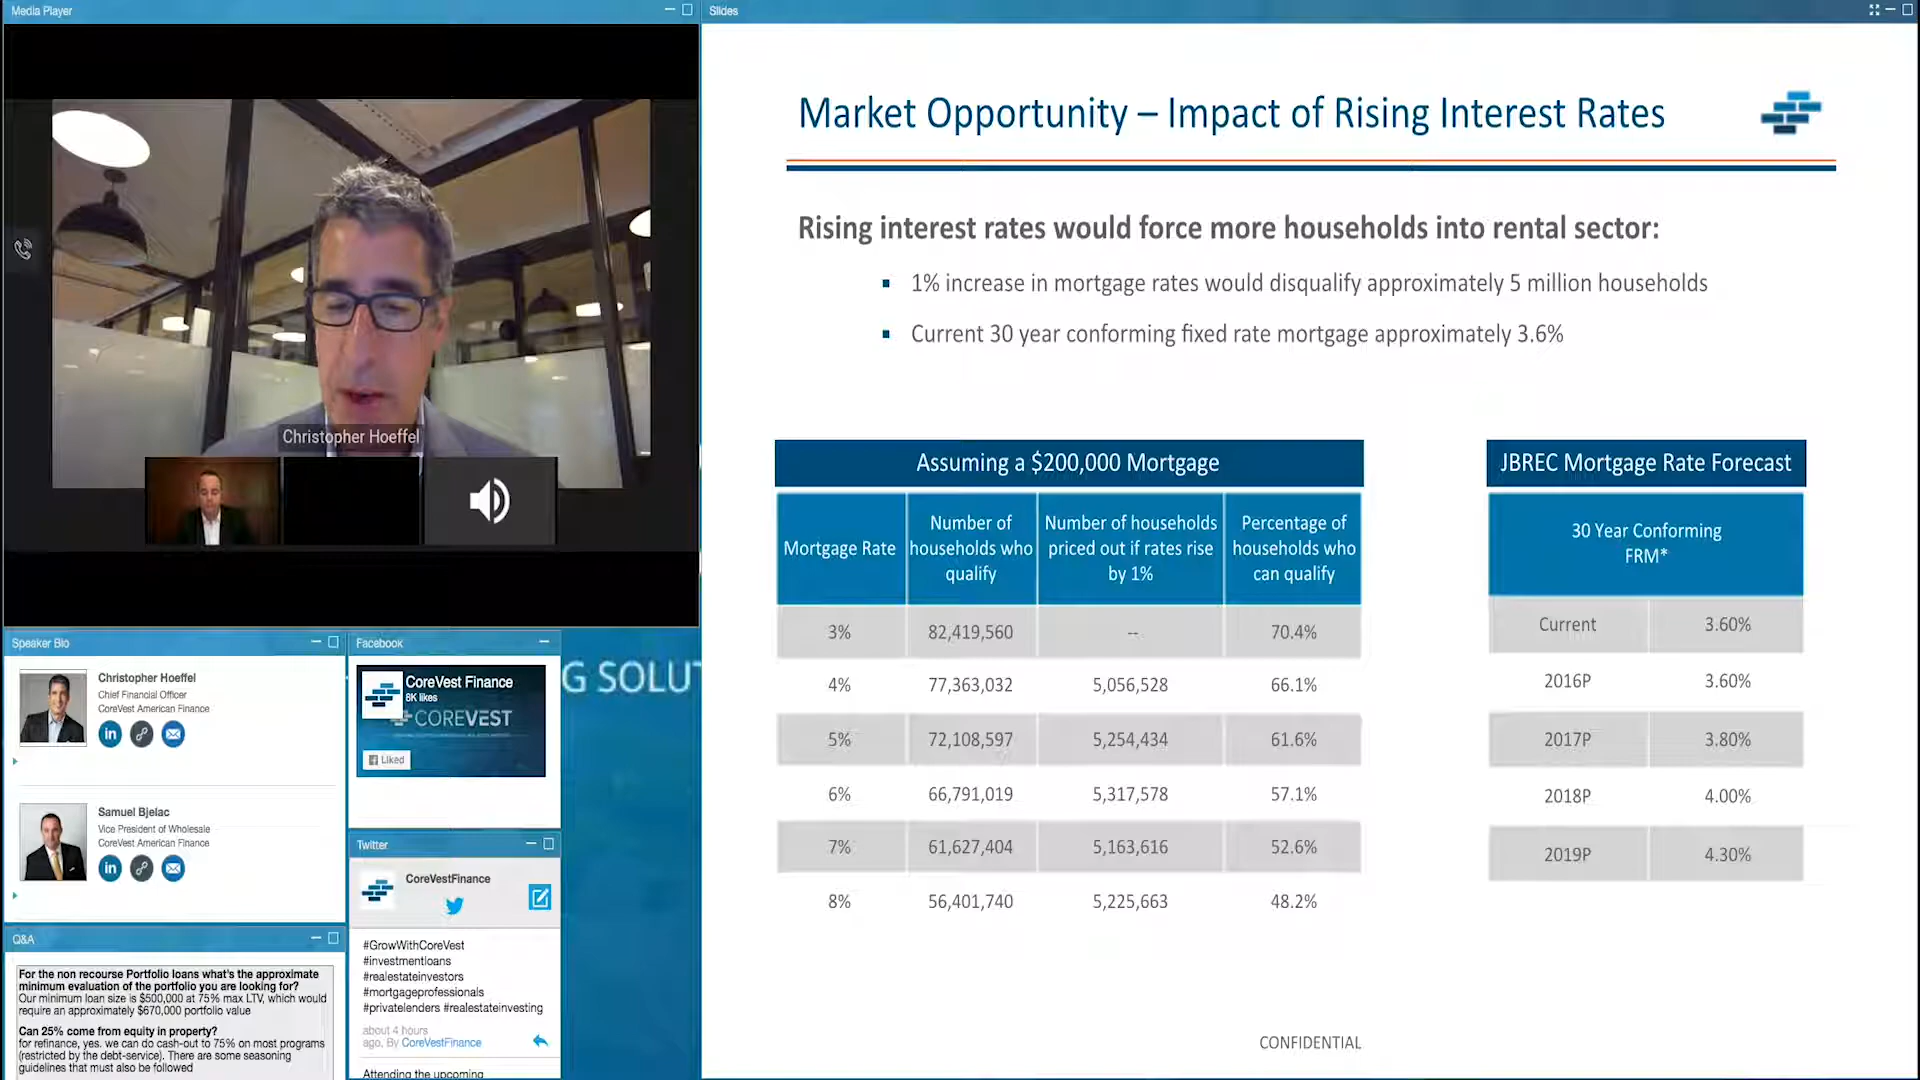 Media Player
Slides
Christopher Hoeffel
Market Opportunity – Impact of Rising Interest Rates
Rising interest rates would force more households into rental sector:
1% increase in mortgage rates would disqualify approximately 5 million households
Current 30 year conforming fixed rate mortgage approximately 3.6%
Assuming a $200,000 Mortgage
Mortgage Rate
Number of
households who
qualify
Number of households
priced out if rates rise
by 1%
Percentage of
households who
can qualify
3% 82,419,560 -- 70.4%
4% 77,363,032 5,056,528 66.1%
5% 72,108,597 5,254,434 61.6%
6% 66,791,019 5,317,578 57.1%
7% 61,627,404 5,163,616 52.6%
8% 56,401,740 5,225,663 48.2%
JBREC Mortgage Rate Forecast
30 Year Conforming
FRM*
Current 3.60%
2016P 3.60%
2017P 3.80%
2018P 4.00%
2019P 4.30%
CONFIDENTIAL
Speaker Bio
Christopher Hoeffel
Chief Financial Officer
CoreVest American Finance
in
Samuel Bjelac
Vice President of Wholesale
CoreVest American Finance
in
Facebook
CoreVest Finance
8K likes
COREVEST
Liked
G SOLUT
Twitter
CoreVestFinance
#GrowWithCoreVest
#investmentloans
#realestateinvestors
#mortgageprofessionals
#privatelenders #realestateinvesting
about 4 hours
ago, By CoreVestFinance
Attending the upcoming
Q&A
For the non recourse Portfolio loans what's the approximate
minimum evaluation of the portfolio you are looking for?
Our minimum loan size is $500,000 at 75% max LTV, which would
require an approximately $670,000 portfolio value
Can 25% come from equity in property?
for refinance, yes. we can do cash-out to 75% on most programs
(restricted by the debt-service). There are some seasoning
guidelines that must also be followed